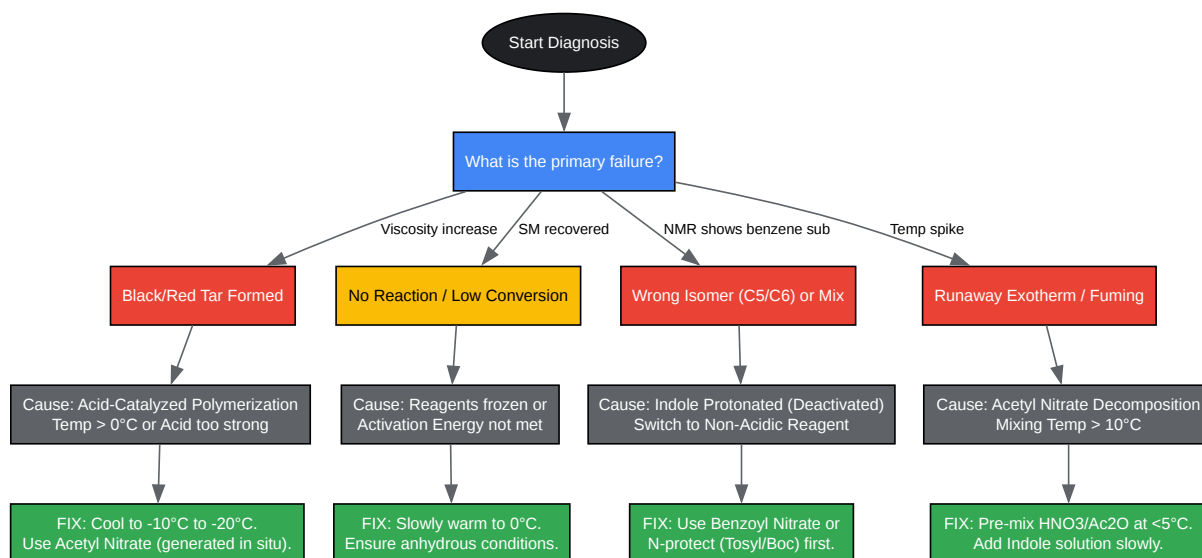 Start Diagnosis
What is the primary failure?
Viscosity increase
SM recovered
NMR shows benzene sub
Temp spike
Black/Red Tar Formed
No Reaction / Low Conversion
Wrong Isomer (C5/C6) or Mix
Runaway Exotherm / Fuming
Cause: Acid-Catalyzed Polymerization
Temp > 0°C or Acid too strong
Cause: Reagents frozen or
Activation Energy not met
Cause: Indole Protonated (Deactivated)
Switch to Non-Acidic Reagent
Cause: Acetyl Nitrate Decomposition
Mixing Temp > 10°C
FIX: Cool to -10°C to -20°C.
Use Acetyl Nitrate (generated in situ).
FIX: Slowly warm to 0°C.
Ensure anhydrous conditions.
FIX: Use Benzoyl Nitrate or
N-protect (Tosyl/Boc) first.
FIX: Pre-mix HNO3/Ac2O at <5°C.
Add Indole solution slowly.